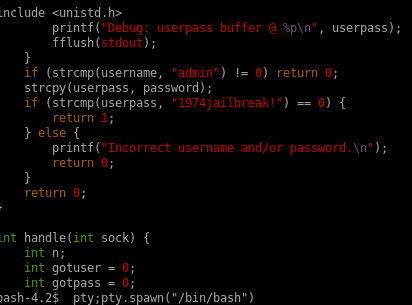 include <unistd.h>
printf("Debug: userpass buffer @ %p\n", userpass);
fflush(stdout);
}
if (strcmp(username, "admin") != 0) return 0;
strcpy(userpass, password);
if (strcmp(userpass, "1974jailbreak!") == 0) {
return 1;
} else {
printf("Incorrect username and/or password.\n");
return 0;
}
return 0;
}
int handle(int sock) {
int n;
int gotuser = 0;
int gotpass = 0;
bash-4.2$  pty;pty.spawn("/bin/bash")